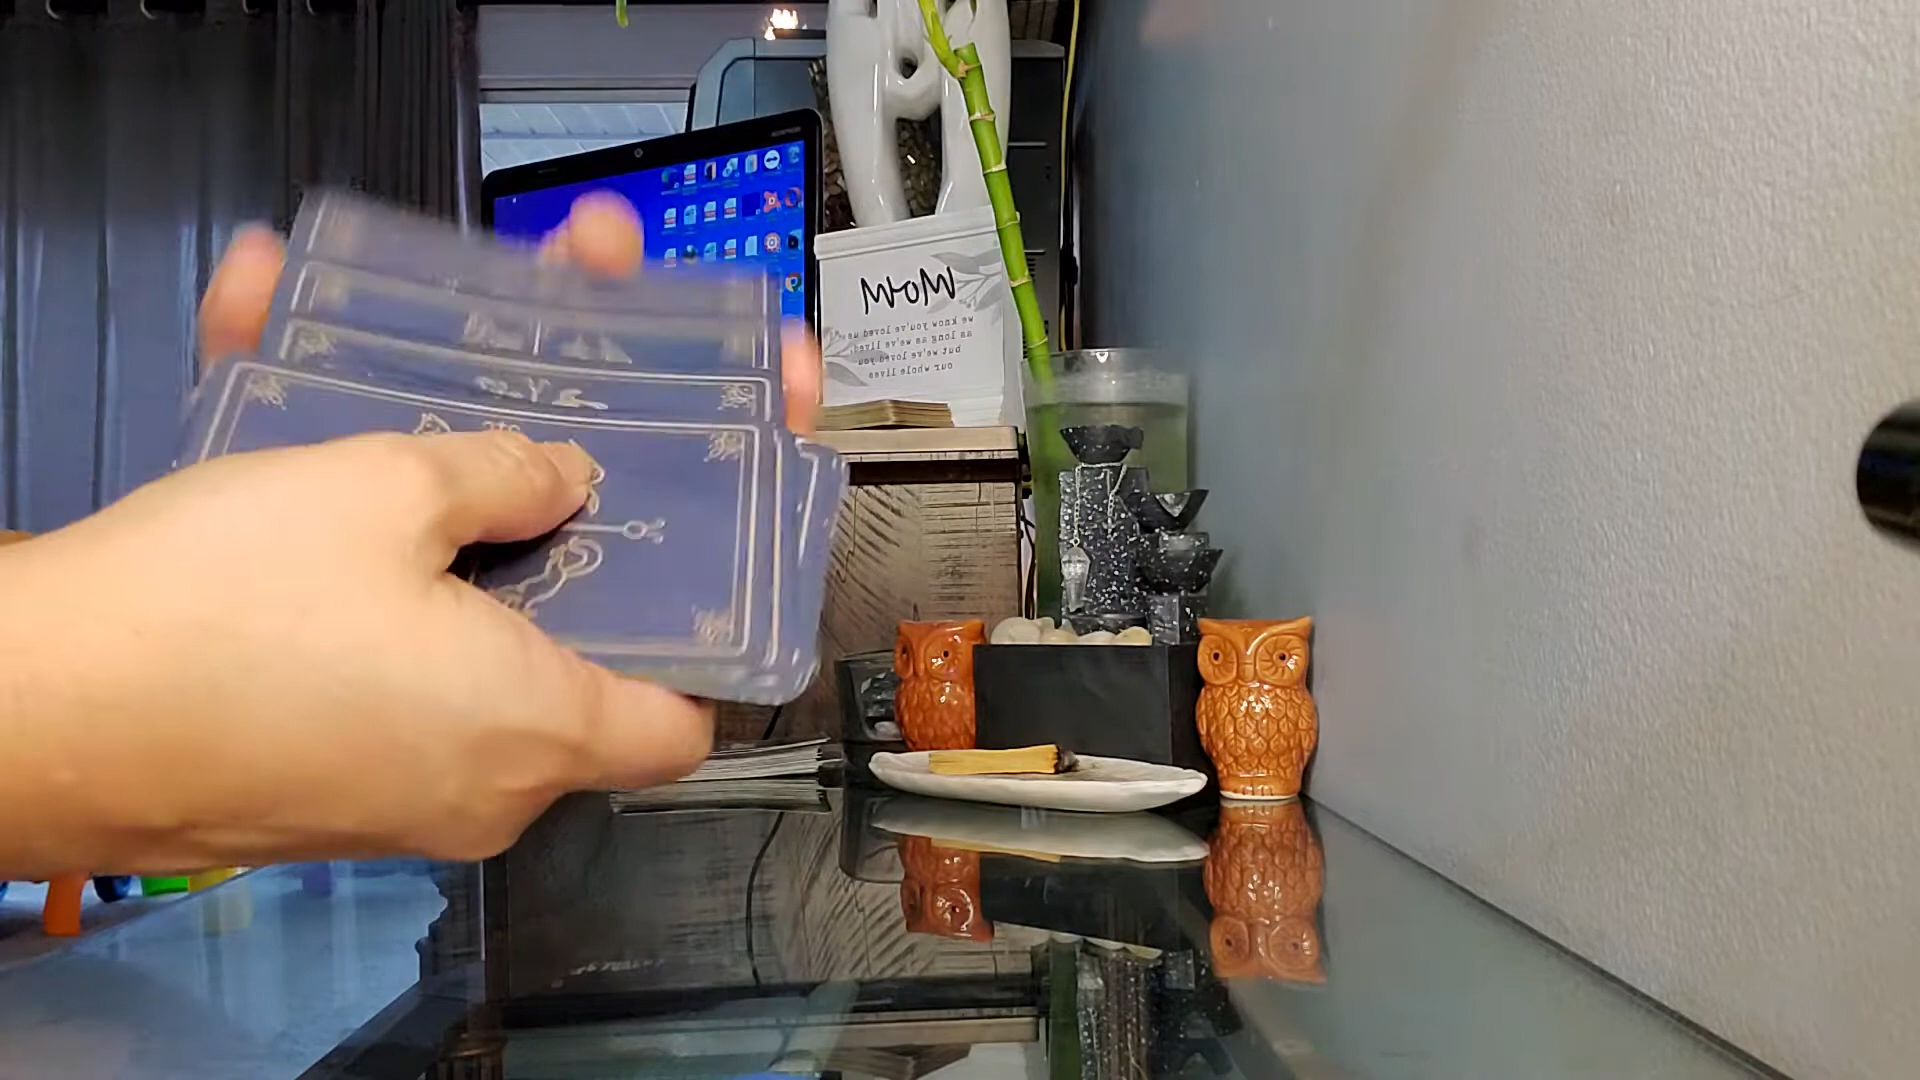 Mom
we know you've loved us
as long as we've lived,
but we've loved you
our whole lives